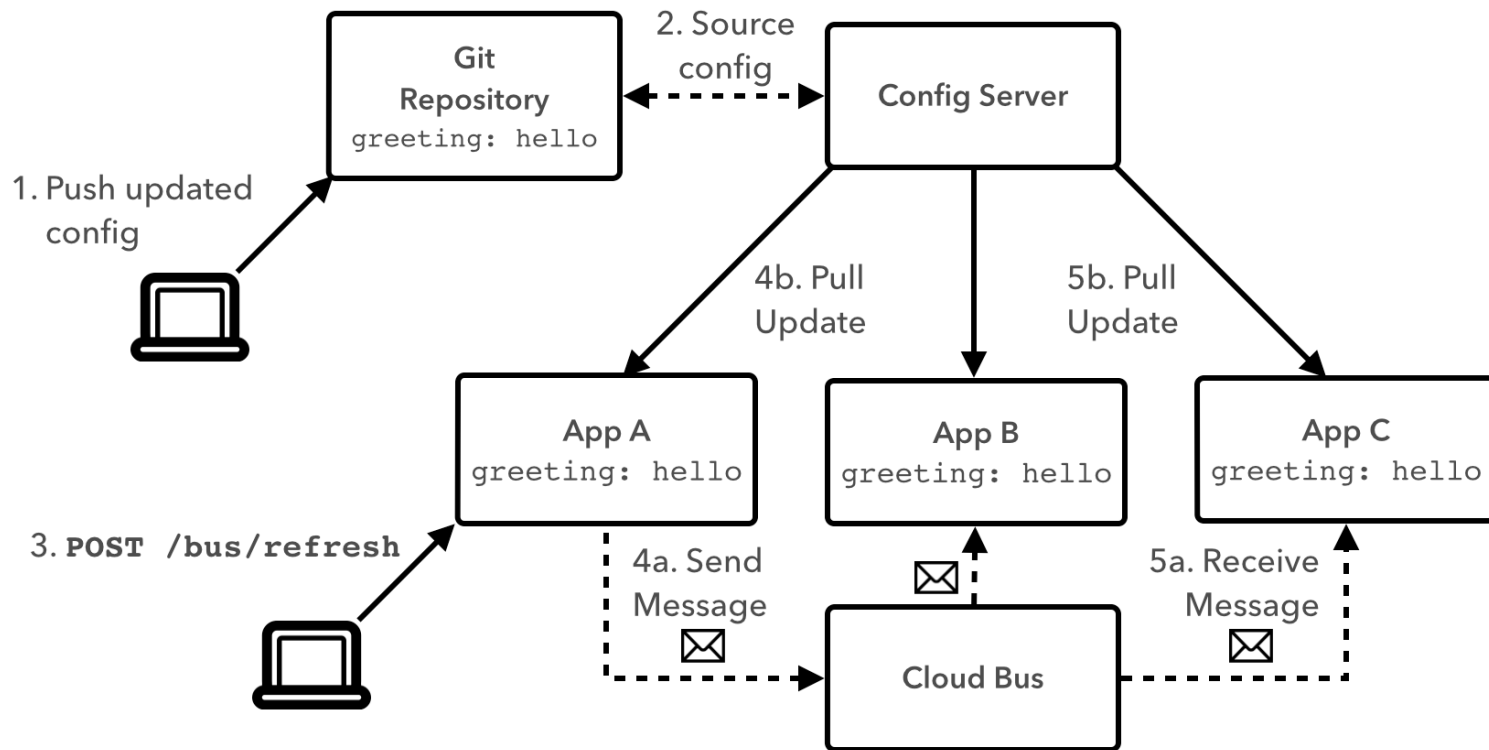 Git
Repository
greeting: hello
2. Source
config
Config Server
1. Push updated
config
4b. Pull
Update
5b. Pull
Update
App A
greeting: hello
App B
greeting: hello
App C
greeting: hello
3. POST /bus/refresh
4a. Send
Message
5a. Receive
Message
Cloud Bus